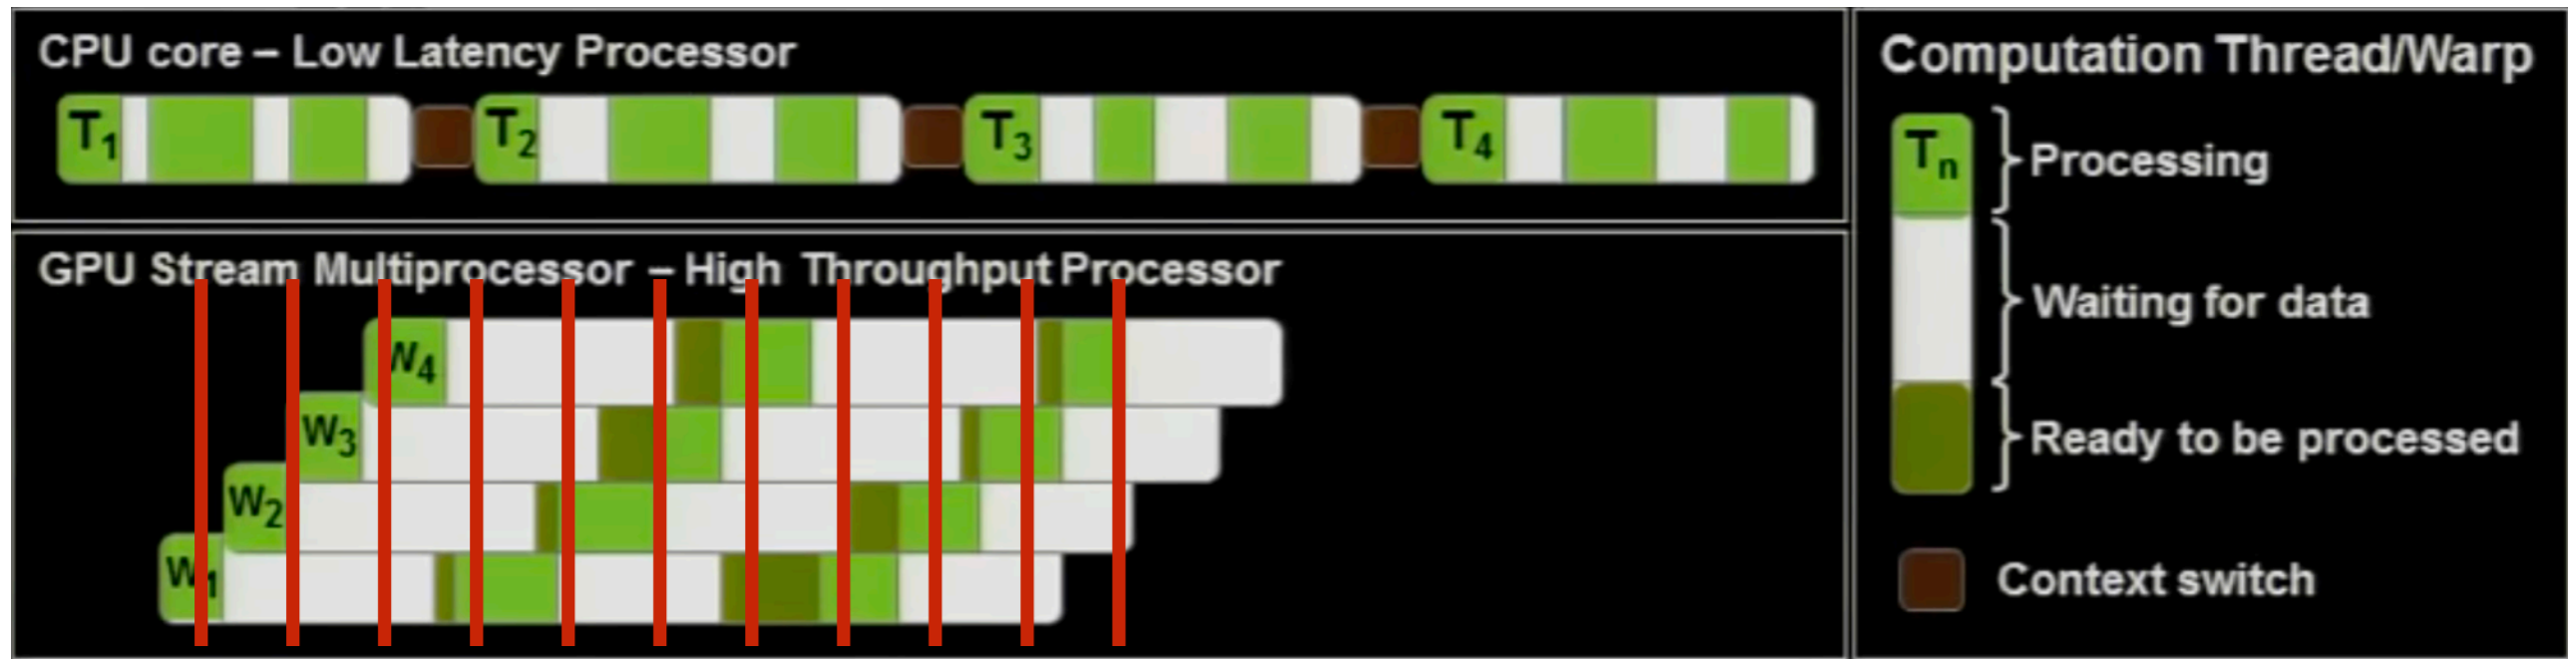 CPU core – Low Latency Processor
T1 T2 T3 T4
GPU Stream Multiprocessor – High Throughput Processor
W4
W3
W2
W1
Computation Thread/Warp
Tn
Processing
Waiting for data
Ready to be processed
Context switch